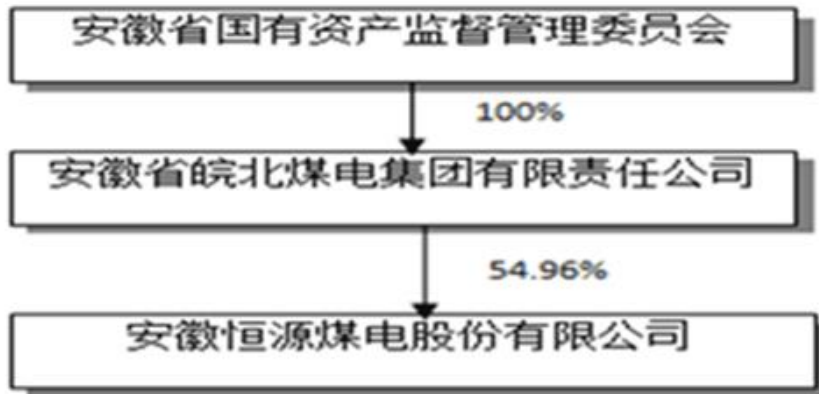 安徽省国有资产监督管理委员会
100%
安徽省皖北煤电集团有限责任公司
54.96%
安徽恒源煤电股份有限公司